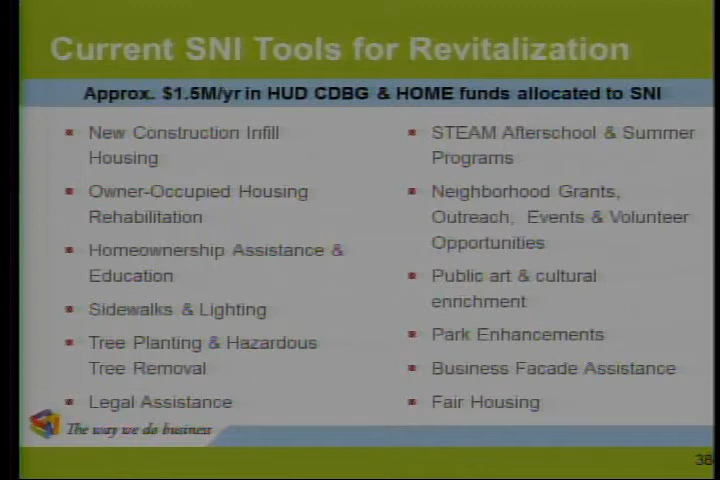 Current SNI Tools for Revitalization
Approx. $1.5M/yr in HUD CDBG & HOME funds allocated to SNI
New Construction Infill
Housing
Owner-Occupied Housing
Rehabilitation
Homeownership Assistance &
Education
Sidewalks & Lighting
Tree Planting & Hazardous
Tree Removal
Legal Assistance
STEAM Afterschool & Summer
Programs
Neighborhood Grants,
Outreach, Events & Volunteer
Opportunities
Public art & cultural
enrichment
Park Enhancements
Business Facade Assistance
Fair Housing
The way we do business
38